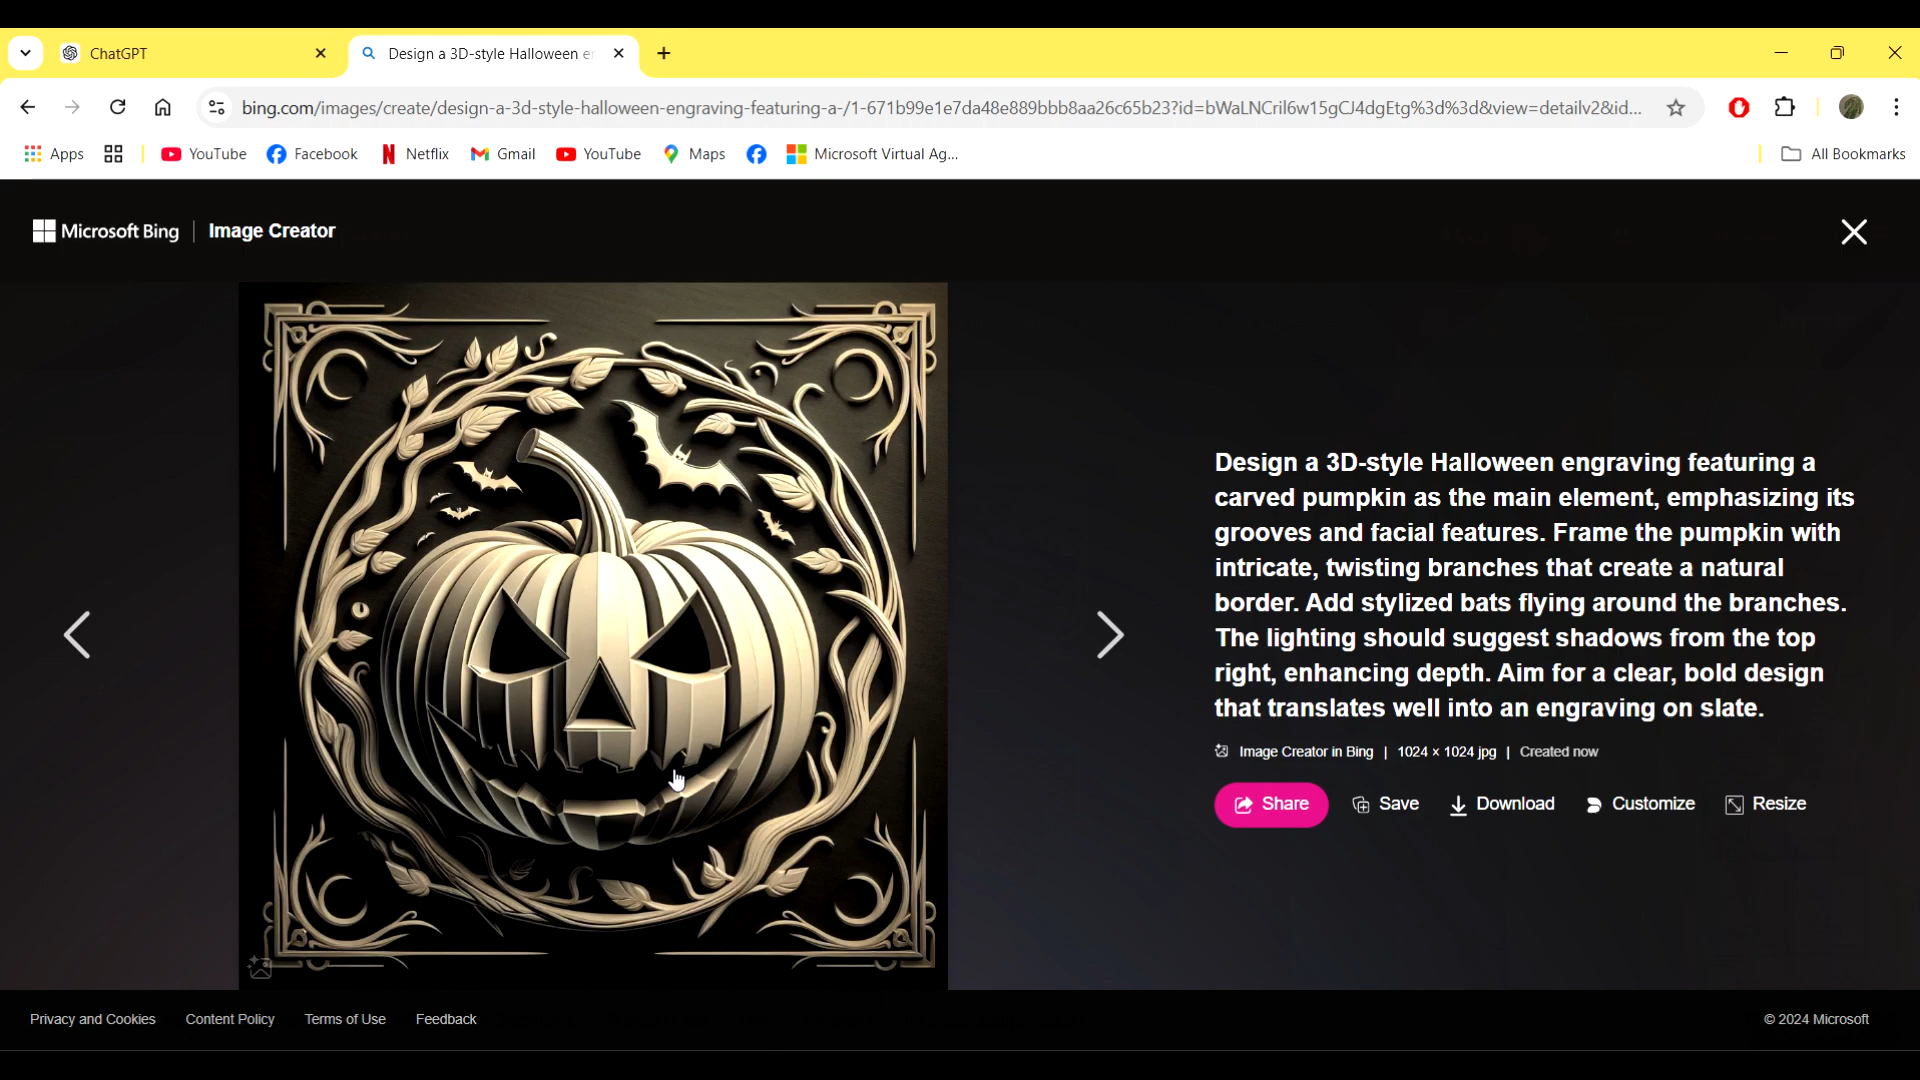 ChatGPT
Design a 3D-style Halloween er
bing.com/images/create/design-a-3d-style-halloween-engraving-featuring-a-/1-671b99e1e7da48e889bbb8aa26c65b23?id=bWaLNCril6w15gCJ4dgEtg%3d%3d&view=detailv2&id...
Apps YouTube Facebook Netflix Gmail YouTube Maps Microsoft Virtual Ag... All Bookmarks
Microsoft Bing | Image Creator
Design a 3D-style Halloween engraving featuring a
carved pumpkin as the main element, emphasizing its
grooves and facial features. Frame the pumpkin with
intricate, twisting branches that create a natural
border. Add stylized bats flying around the branches.
The lighting should suggest shadows from the top
right, enhancing depth. Aim for a clear, bold design
that translates well into an engraving on slate.
Image Creator in Bing | 1024 × 1024 jpg | Created now
Share Save Download Customize Resize
Privacy and Cookies Content Policy Terms of Use Feedback © 2024 Microsoft